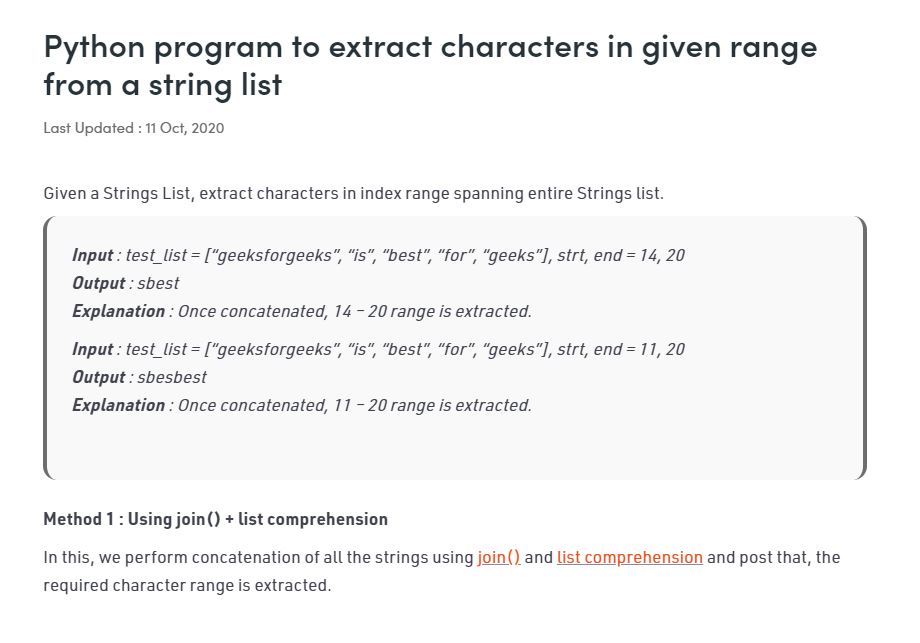 Python program to extract characters in given range
from a string list
Last Updated : 11 Oct, 2020
Given a Strings List, extract characters in index range spanning entire Strings list.
Input : test_list = [“geeksforgeeks”, “is”, “best”, “for”, “geeks”], strt, end = 14, 20
Output : sbest
Explanation : Once concatenated, 14 – 20 range is extracted.
Input : test_list = [“geeksforgeeks”, “is”, “best”, “for”, “geeks”], strt, end = 11, 20
Output : sbesbest
Explanation : Once concatenated, 11 – 20 range is extracted.
Method 1 : Using join() + list comprehension
In this, we perform concatenation of all the strings using join() and list comprehension and post that, the
required character range is extracted.